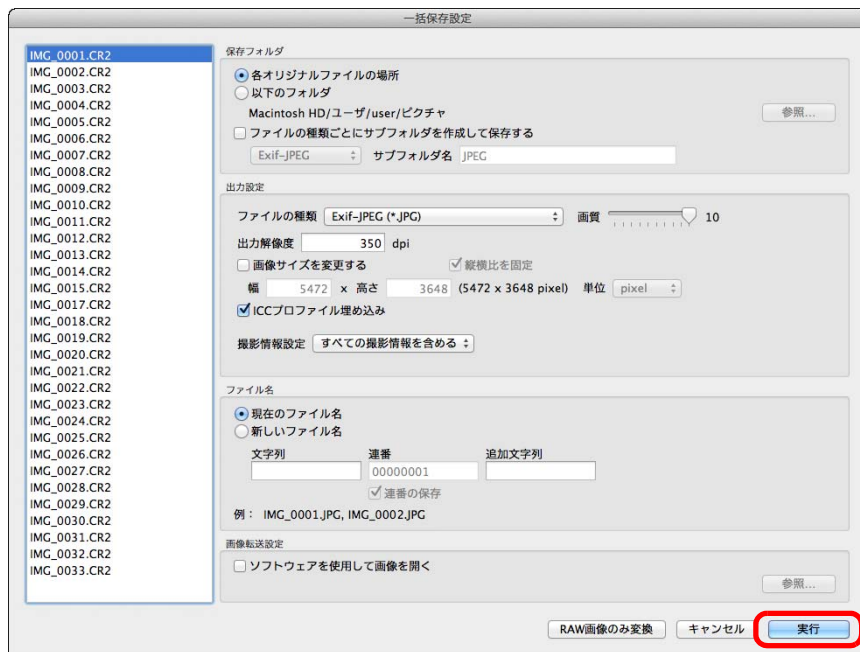 一括保存設定
IMG_0001.CR2
IMG_0002.CR2
IMG_0003.CR2
IMG_0004.CR2
IMG_0005.CR2
IMG_0006.CR2
IMG_0007.CR2
IMG_0008.CR2
IMG_0009.CR2
IMG_0010.CR2
IMG_0011.CR2
IMG_0012.CR2
IMG_0013.CR2
IMG_0014.CR2
IMG_0015.CR2
IMG_0017.CR2
IMG_0018.CR2
IMG_0019.CR2
IMG_0020.CR2
IMG_0021.CR2
IMG_0022.CR2
IMG_0023.CR2
IMG_0024.CR2
IMG_0025.CR2
IMG_0026.CR2
IMG_0027.CR2
IMG_0028.CR2
IMG_0029.CR2
IMG_0030.CR2
IMG_0031.CR2
IMG_0032.CR2
IMG_0033.CR2
保存フォルダ
各オリジナルファイルの場所
以下のフォルダ
Macintosh HD/ユーザ/user/ピクチャ 参照...
ファイルの種類ごとにサブフォルダを作成して保存する
Exif-JPEG サブフォルダ名 JPEG
出力設定
ファイルの種類 Exif-JPEG (*.JPG) 画質 10
出力解像度 350 dpi
画像サイズを変更する 縦横比を固定
幅 5472 x 高さ 3648 (5472 x 3648 pixel) 単位 pixel
ICCプロファイル埋め込み
撮影情報設定 すべての撮影情報を含める
ファイル名
現在のファイル名
新しいファイル名
文字列 連番 追加文字列
00000001
連番の保存
例： IMG_0001.JPG, IMG_0002.JPG
画像転送設定
ソフトウェアを使用して画像を開く
参照...
RAW画像のみ変換 キャンセル 実行